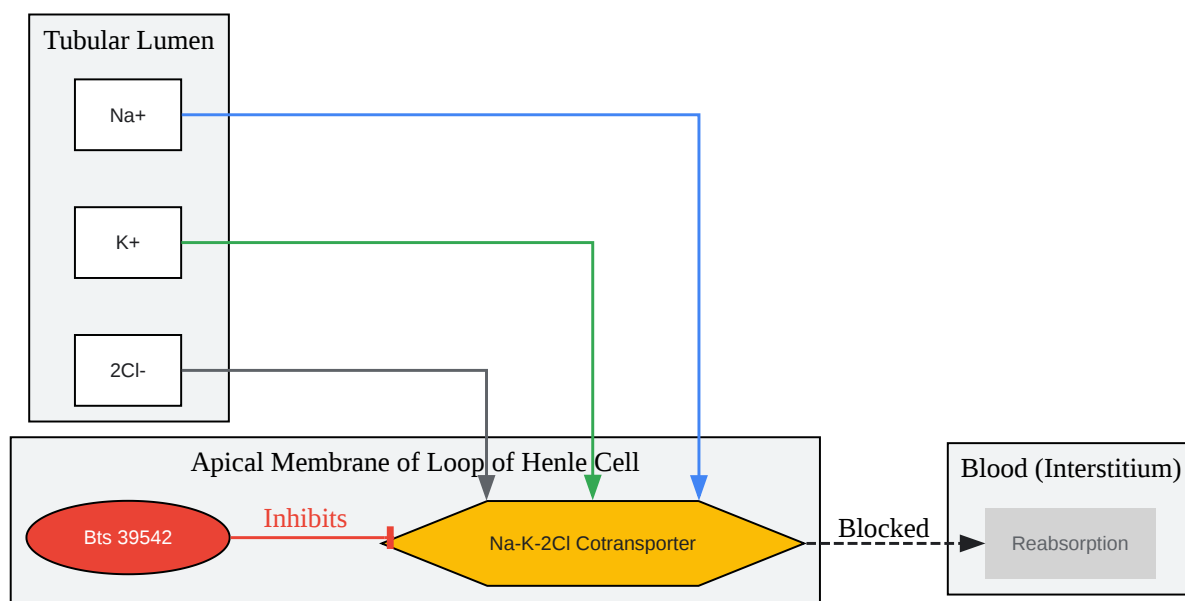 Tubular Lumen
Na+
K+
2Cl-
Apical Membrane of Loop of Henle Cell
Bts 39542
Inhibits
Na-K-2Cl Cotransporter
Blocked
Blood (Interstitium)
Reabsorption